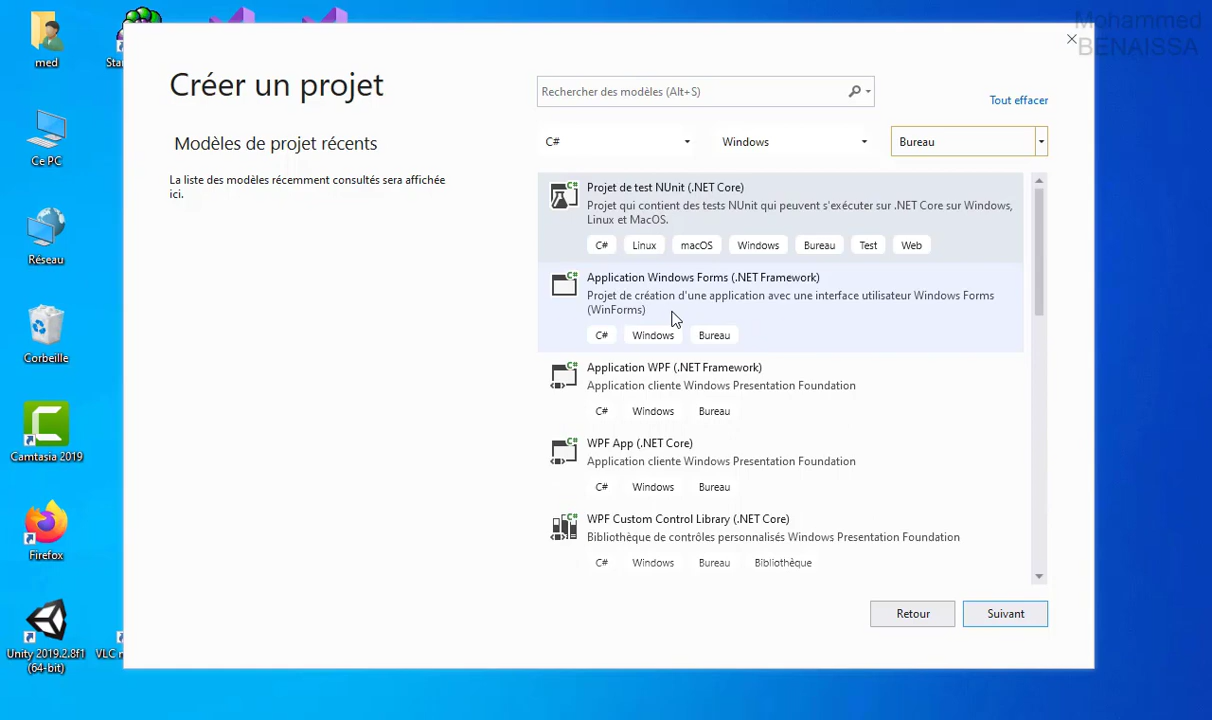 Mohammed
BENAISSA
med
Star
Ce PC
Réseau
Corbeille
Camtasia 2019
Firefox
Unity 2019.2.8f1
(64-bit)
VLC m
Créer un projet
Modèles de projet récents
La liste des modèles récemment consultés sera affichée
ici.
Rechercher des modèles (Alt+S)
Tout effacer
C# Windows Bureau
Projet de test NUnit (.NET Core)
Projet qui contient des tests NUnit qui peuvent s'exécuter sur .NET Core sur Windows,
Linux et MacOS.
C# Linux macOS Windows Bureau Test Web
Application Windows Forms (.NET Framework)
Projet de création d'une application avec une interface utilisateur Windows Forms
(WinForms)
C# Windows Bureau
Application WPF (.NET Framework)
Application cliente Windows Presentation Foundation
C# Windows Bureau
WPF App (.NET Core)
Application cliente Windows Presentation Foundation
C# Windows Bureau
WPF Custom Control Library (.NET Core)
Bibliothèque de contrôles personnalisés Windows Presentation Foundation
C# Windows Bureau Bibliothèque
Retour Suivant